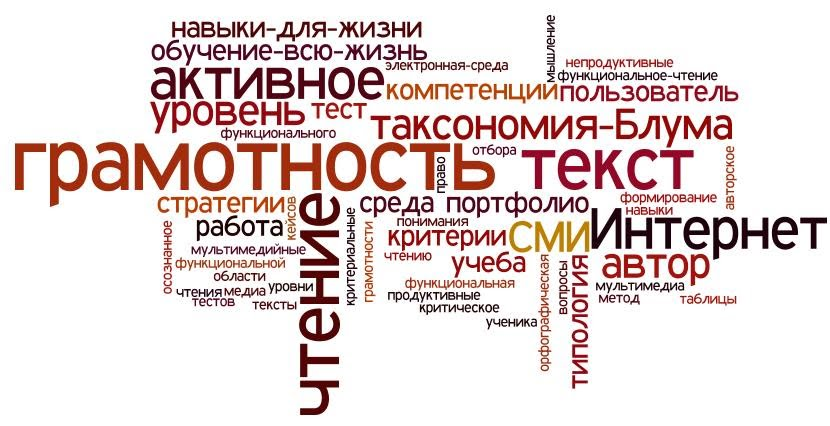 навыки-для-жизни
обучение-всю-жизнь
электронная-среда
мышление
непродуктивные
функциональное-чтение
активное
компетенции
пользователь
уровень
тест
функционального
таксономия-Блума
грамотность
отбора
текст
право
авторское
стратегии
кейсов
чтение
среда
портфолио
формирование
навыки
осознанное
работа
критериальные
грамотности
понимания
критерии
СМИ
Интернет
мультимедийные
чтению
функциональной
учеба
автор
области
функциональная
орфографическая
вопросы
типология
мультимедиа
чтения
медиа
уровни
продуктивные
метод
таблицы
тестов
тексты
критическое
ученика